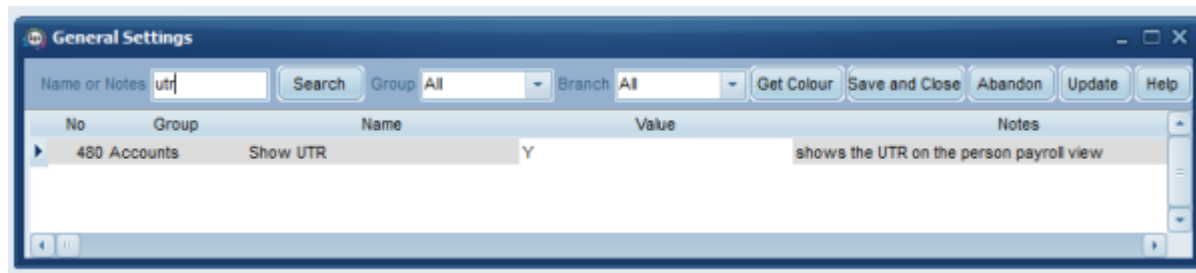 General Settings
Name or Notes utr Search Group All Branch All Get Colour Save and Close Abandon Update Help
No Group Name Value Notes
480 Accounts Show UTR Y shows the UTR on the person payroll view